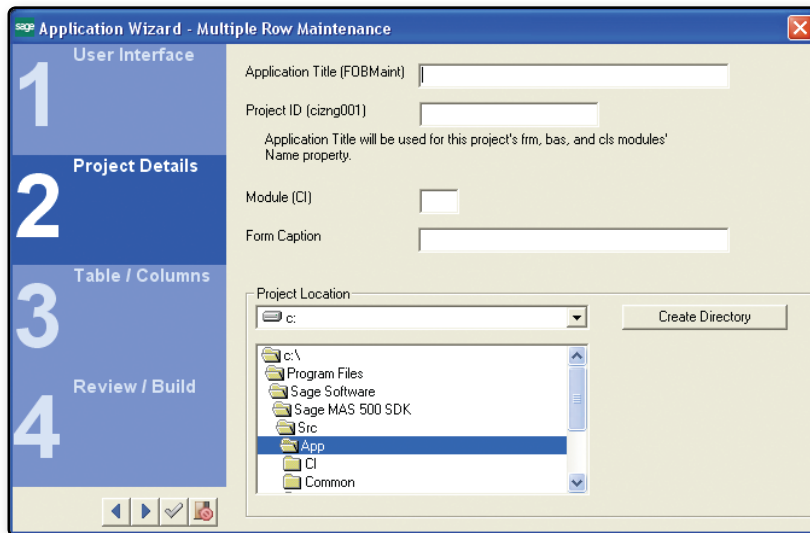 sage Application Wizard - Multiple Row Maintenance
1 User Interface
2 Project Details
3 Table / Columns
4 Review / Build
Application Title (FOBMaint)
Project ID (cizng001)
Application Title will be used for this project's frm, bas, and cls modules'
Name property.
Module (CI)
Form Caption
Project Location
c:
Create Directory
c:\
Program Files
Sage Software
Sage MAS 500 SDK
Src
App
CI
Common